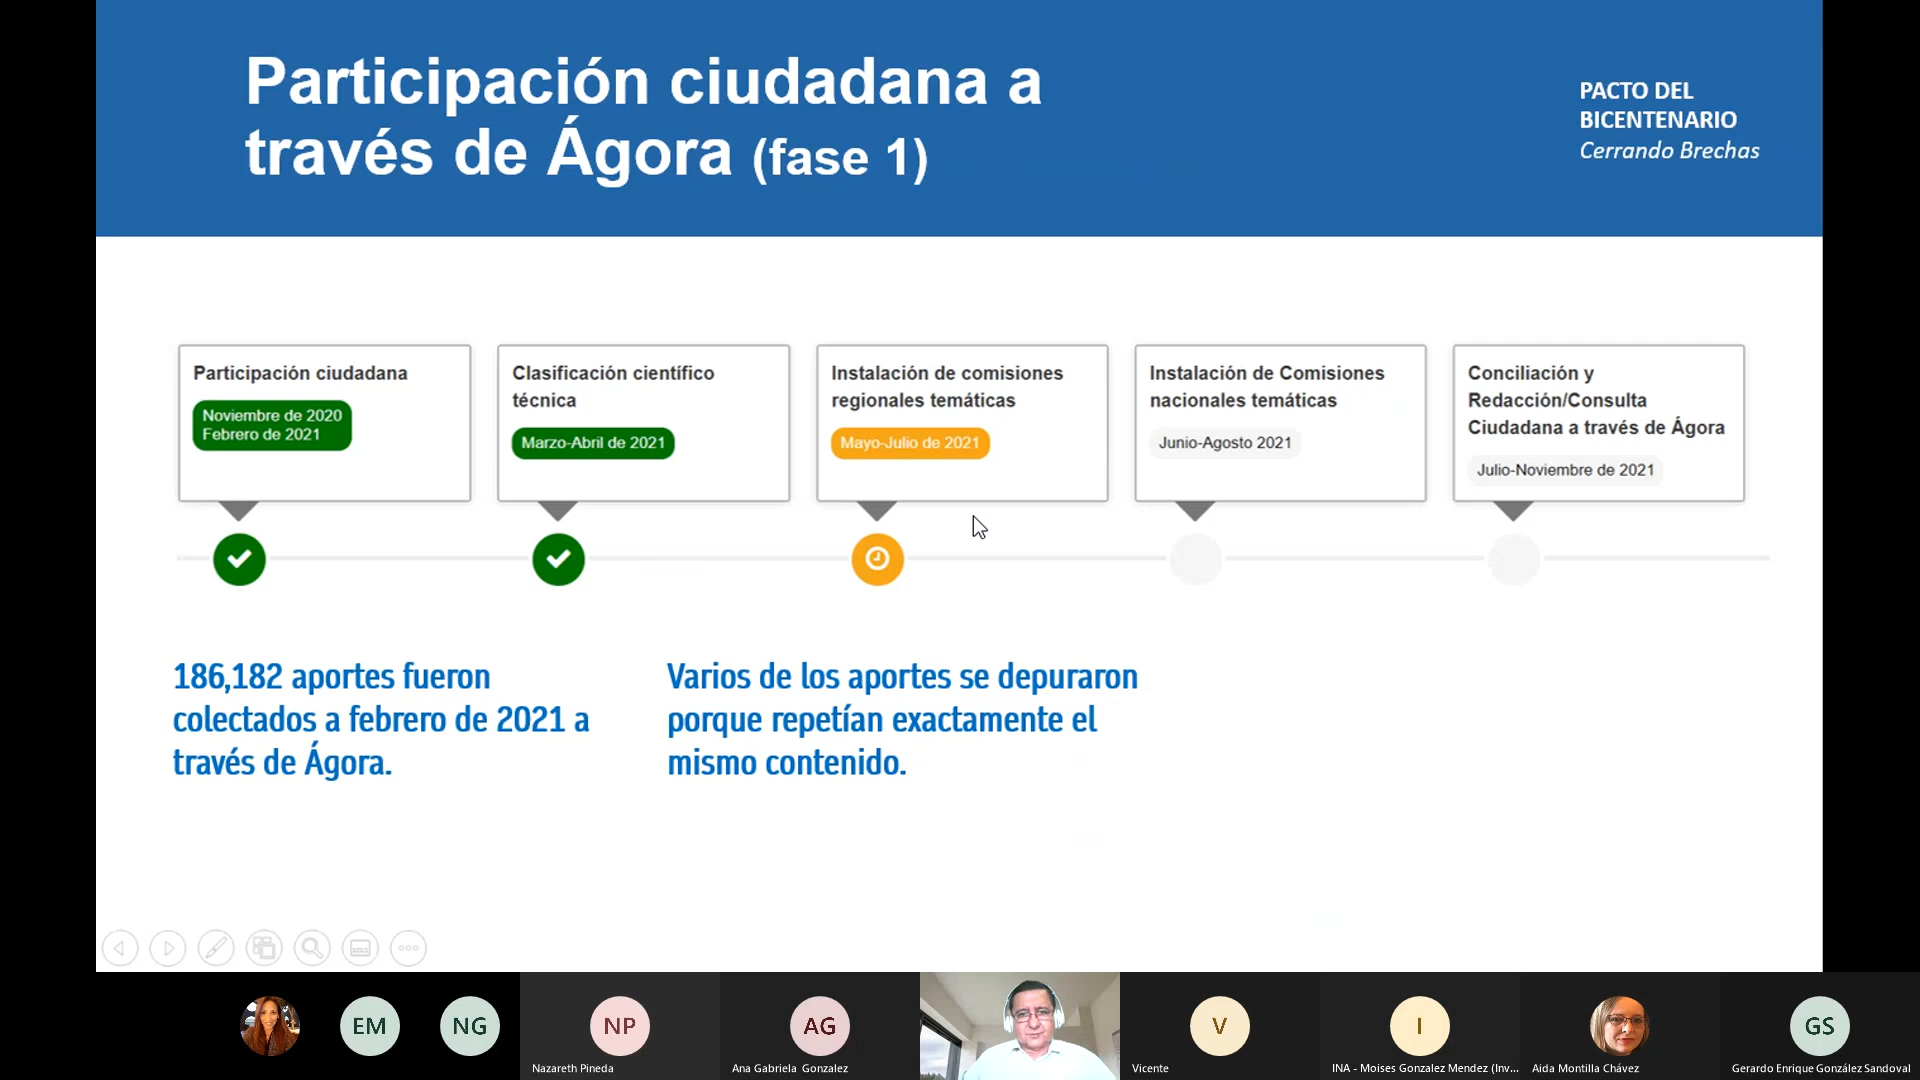 Participación ciudadana a
través de Ágora (fase 1)
PACTO DEL
BICENTENARIO
Cerrando Brechas
Participación ciudadana
Noviembre de 2020
Febrero de 2021
Clasificación científico
técnica
Marzo-Abril de 2021
Instalación de comisiones
regionales temáticas
Mayo-Julio de 2021
Instalación de Comisiones
nacionales temáticas
Junio-Agosto 2021
Conciliación y
Redacción/Consulta
Ciudadana a través de Ágora
Julio-Noviembre de 2021
186,182 aportes fueron
colectados a febrero de 2021 a
través de Ágora.
Varios de los aportes se depuraron
porque repetían exactamente el
mismo contenido.
EM
NG
NP
Nazareth Pineda
AG
Ana Gabriela Gonzalez
V
Vicente
I
INA - Moises Gonzalez Mendez (Inv...
Aida Montilla Chávez
GS
Gerardo Enrique González Sandoval